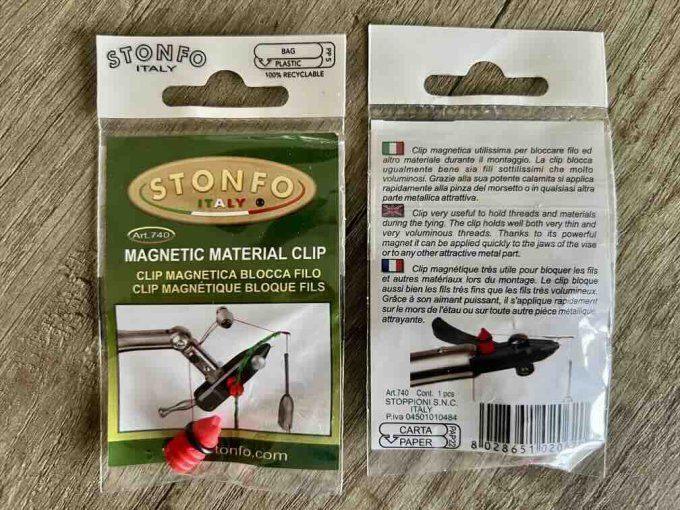 STONFO
ITALY
BAG
PLASTIC
PP 5
100% RECYCLABLE
STONFO
ITALY
Art.740
MAGNETIC MATERIAL CLIP
CLIP MAGNETICA BLOCCA FILO
CLIP MAGNÉTIQUE BLOQUE FILS
tonfo.com
Clip magnetica utilissima per bloccare filo ed
altro materiale durante il montaggio. La clip blocca
ugualmente bene sia fili sottilissimi che molto
voluminosi. Grazie alla sua potente calamita si applica
rapidamente alla pinza del morsetto o in qualsiasi altra
parte metallica attrattiva.
Clip very useful to hold threads and materials
during the tying. The clip holds well both very thin and
very voluminous threads. Thanks to its powerful
magnet it can be applied quickly to the jaws of the vise
or to any other attractive metal part.
Clip magnétique très utile pour bloquer les fils
et autres matériaux lors du montage. Le clip bloque
aussi bien les fils très fins que les fils très volumineux.
Grâce à son aimant puissant, il s'applique rapidement
sur le mors de l'étau ou sur toute autre pièce métallique
attrayante.
Art.740 Cont. 1 pcs
STOPPIONI S.N.C.
ITALY
P.iva 04501010484
CARTA
PAPER
PAP22
8 028651 020